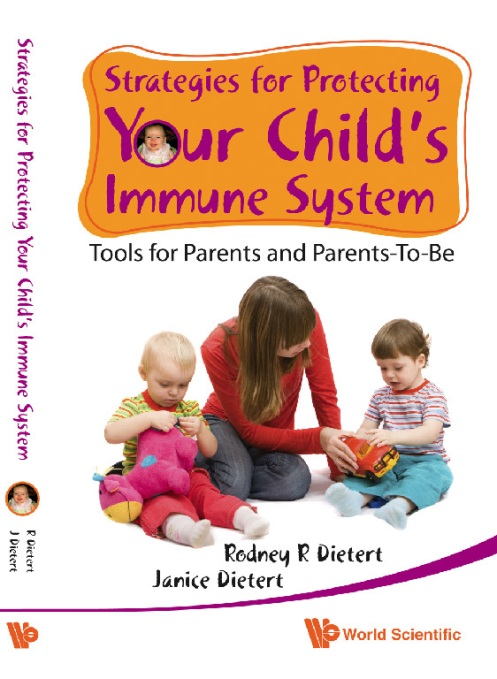 Strategies for Protecting Your Child's Immune System
R Dietert
J Dietert
Strategies for Protecting
Your Child's
Immune System
Tools for Parents and Parents-To-Be
Rodney R Dietert
Janice Dietert
World Scientific